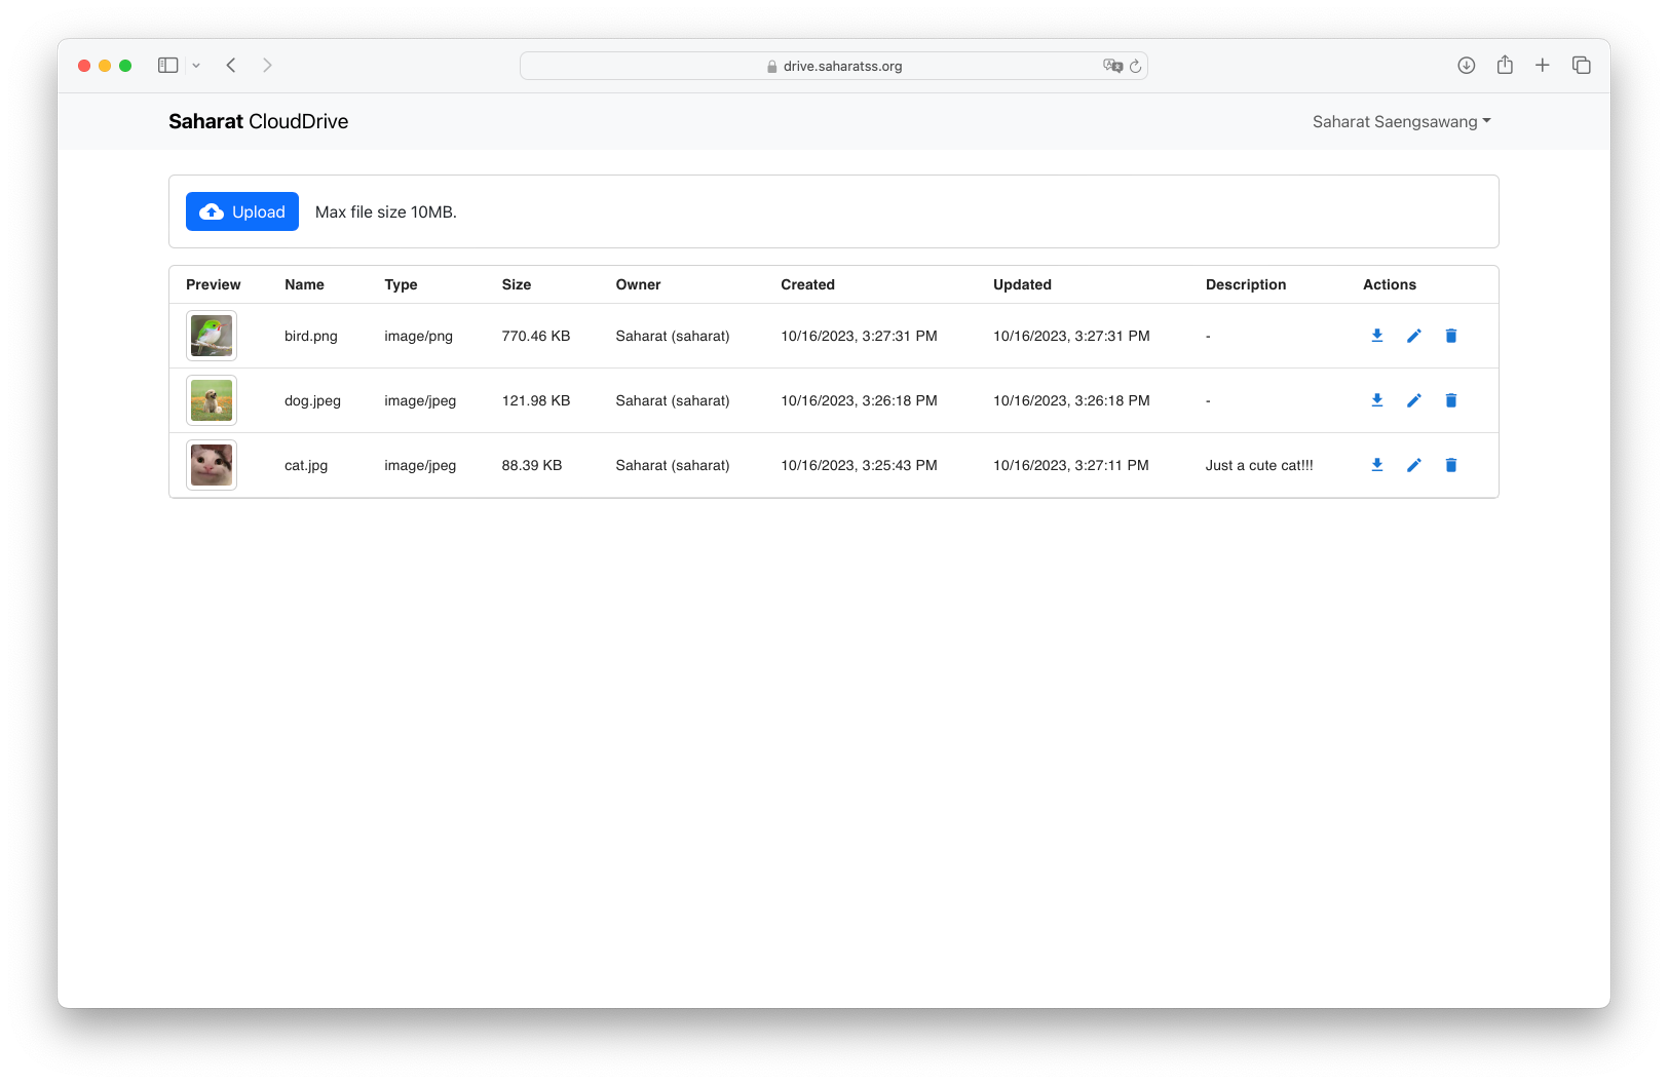 drive.saharatss.org
Saharat CloudDrive
Saharat Saengsawang
Upload
Max file size 10MB.
Preview Name Type Size Owner Created Updated Description Actions
bird.png image/png 770.46 KB Saharat (saharat) 10/16/2023, 3:27:31 PM 10/16/2023, 3:27:31 PM -
dog.jpeg image/jpeg 121.98 KB Saharat (saharat) 10/16/2023, 3:26:18 PM 10/16/2023, 3:26:18 PM -
cat.jpg image/jpeg 88.39 KB Saharat (saharat) 10/16/2023, 3:25:43 PM 10/16/2023, 3:27:11 PM Just a cute cat!!!